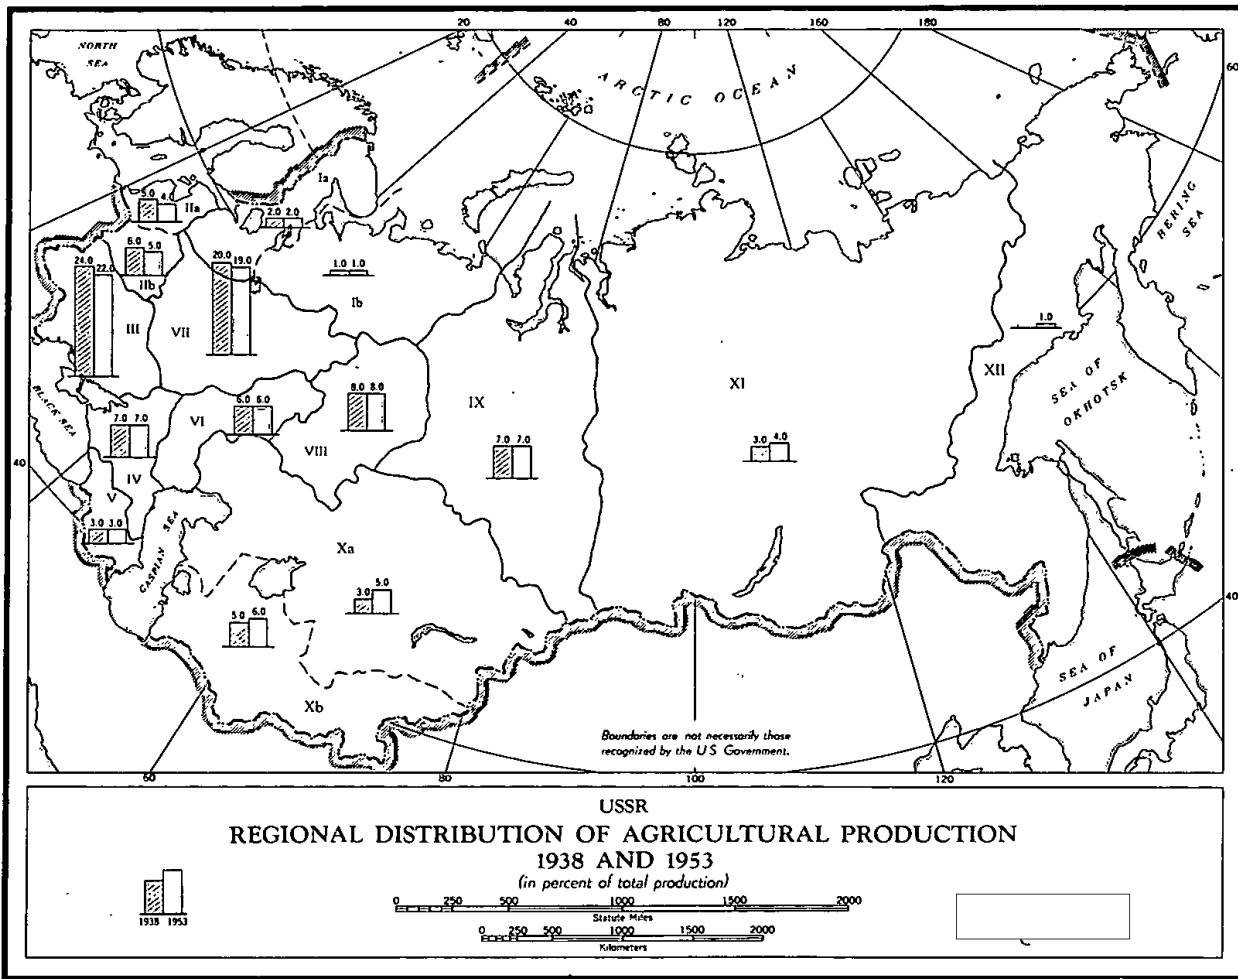 20 40 80 120 160 180
NORTH
SEA
ARCTIC OCEAN
60
BERING
SEA
Ia
5.0 4.0
IIa
2.0 2.0
6.0 5.0
IIb
24.0 22.0
20.0 19.0
1.0 1.0
Ib
III
VII
1.0
XII
XI
SEA OF
OKHOTSK
BLACK SEA
7.0 7.0
VI
6.0 6.0
8.0 8.0
VIII
IX
7.0 7.0
3.0 4.0
40
IV
V
3.0 3.0
CASPIAN SEA
Xa
3.0 5.0
5.0 6.0
40
SEA OF
JAPAN
Xb
Boundaries are not necessarily those
recognized by the U S Government.
60 80 100 120
USSR
REGIONAL DISTRIBUTION OF AGRICULTURAL PRODUCTION
1938 AND 1953
(in percent of total production)
1938 1953
0 250 500 1000 1500 2000
Statute Miles
0 250 500 1000 1500 2000
Kilometers